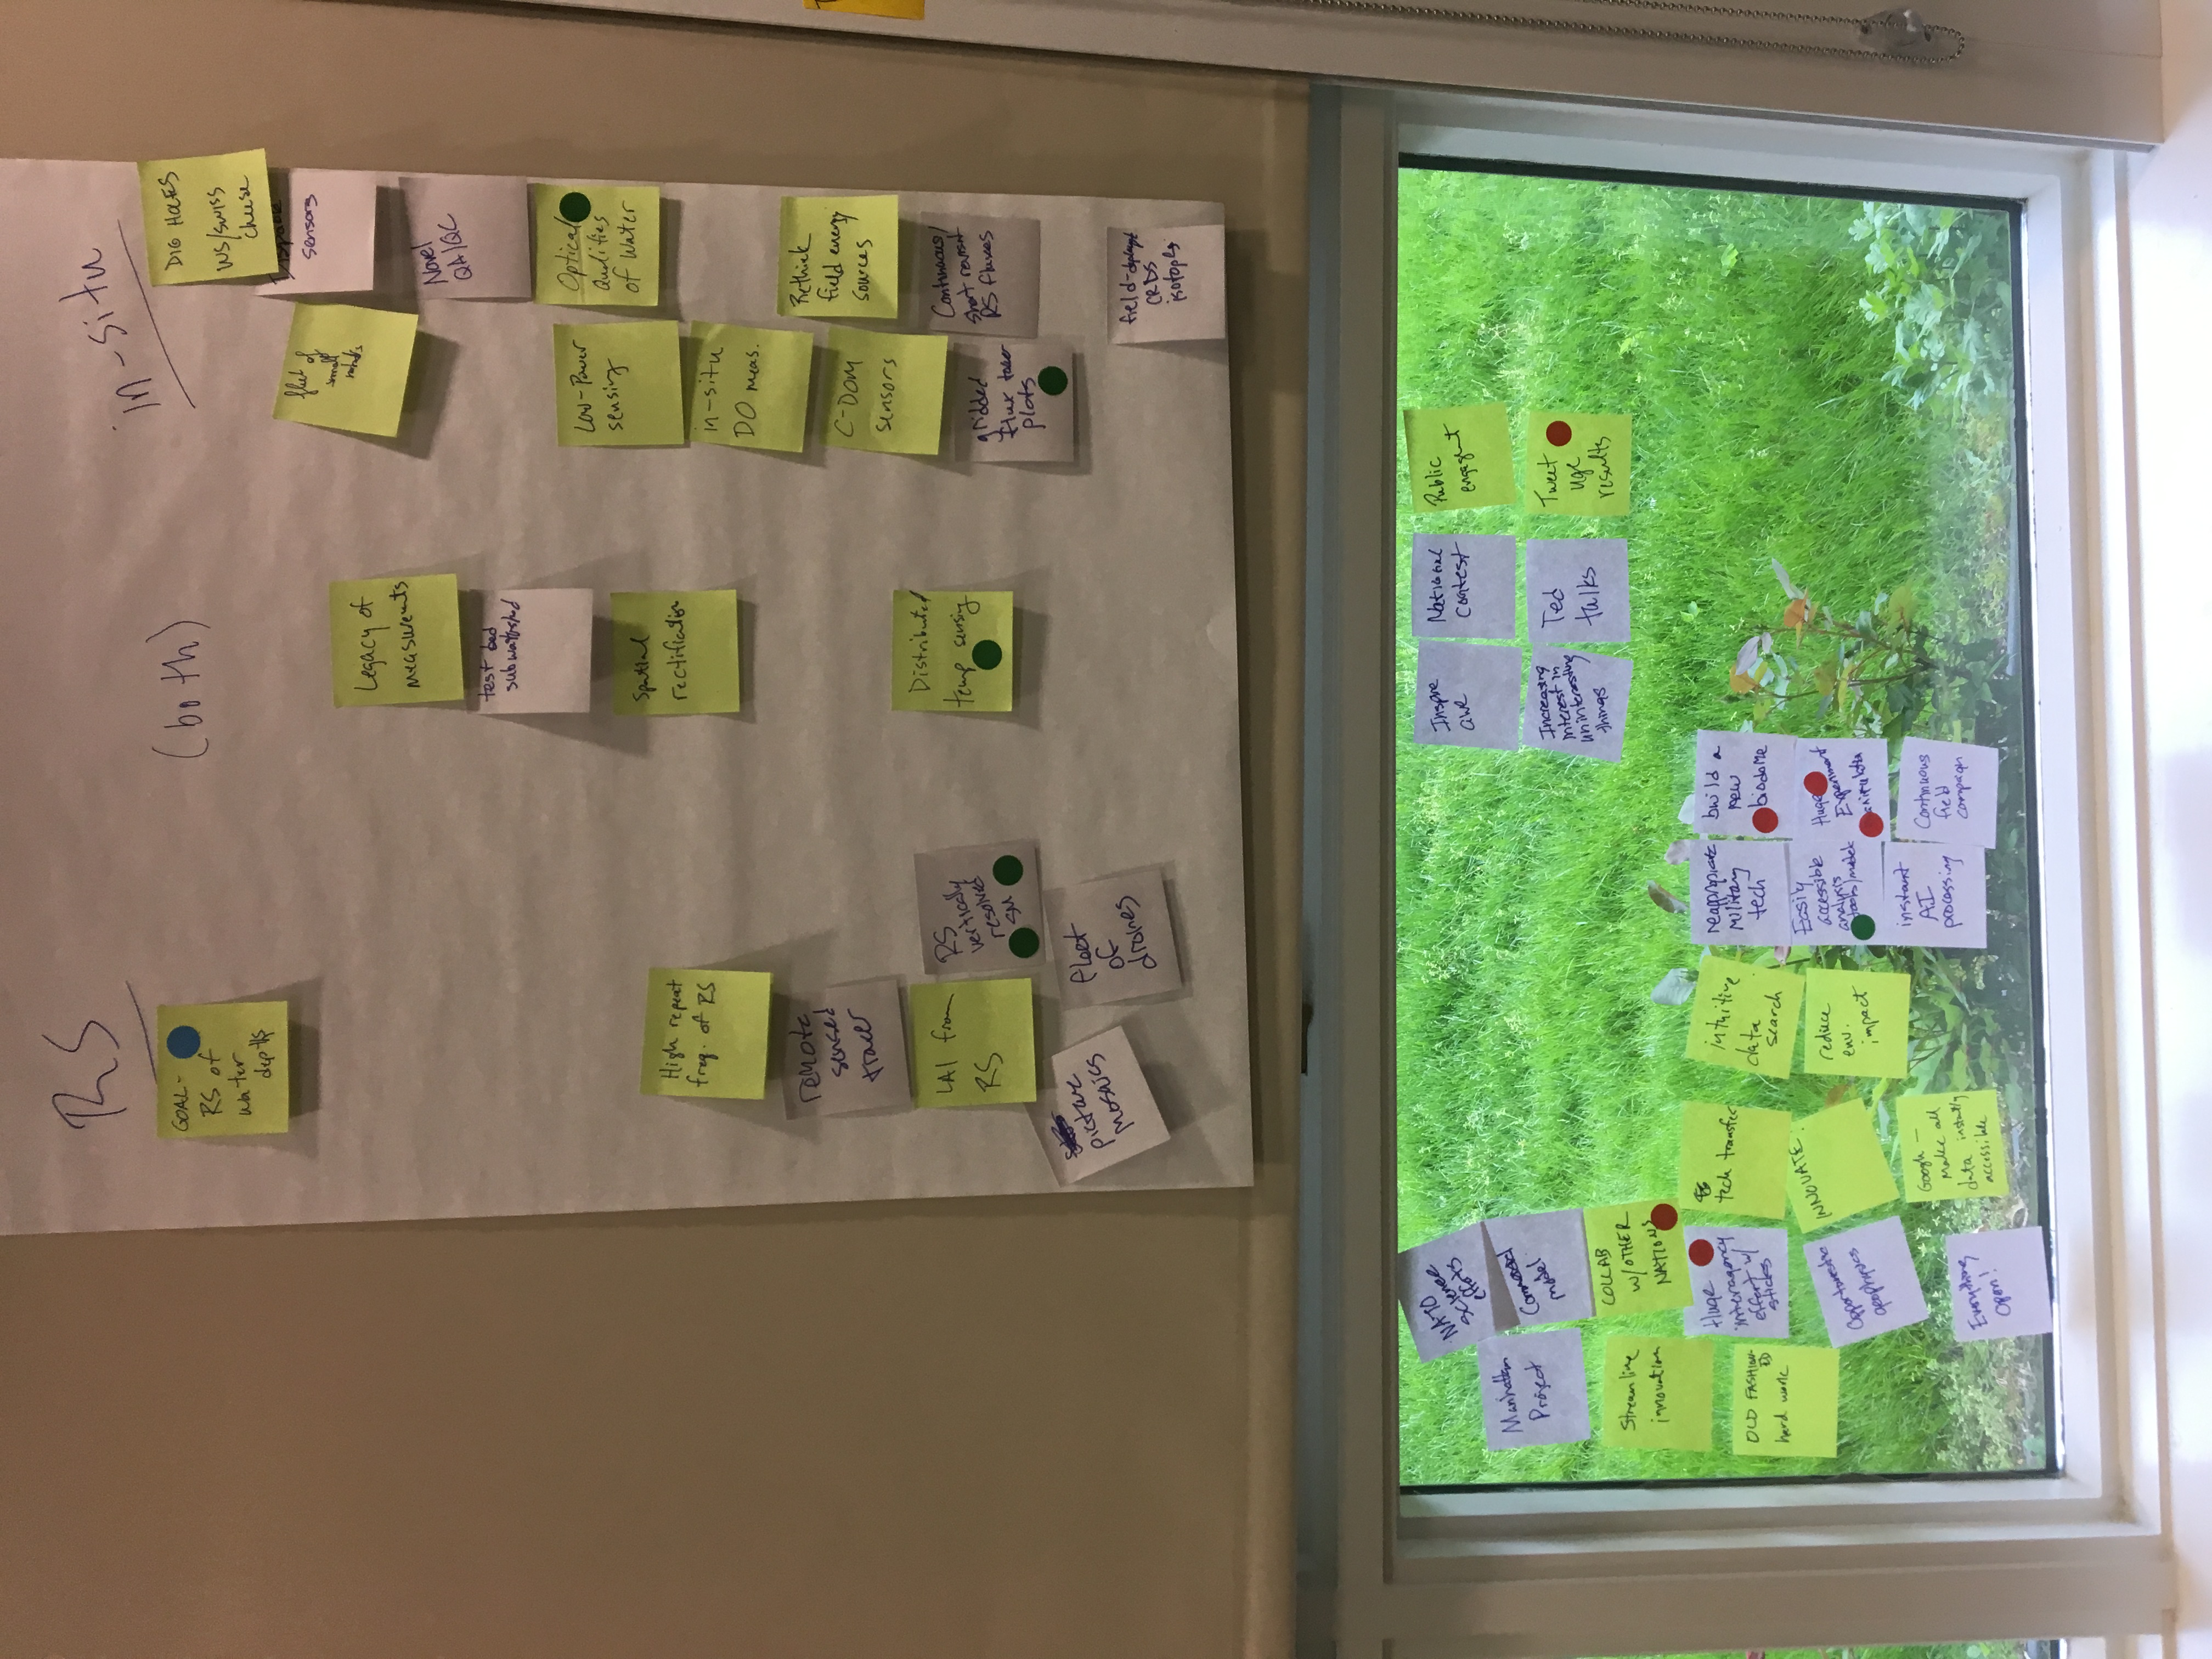 RS
(both)
in-situ
GOAL-
RS of
water
depths
DIG HOLES
WS/SWISS
cheese
sensors
fleet of
small
robots
Novel
QA/QC
Legacy of
measurements
test bed
subwatershed
Spatial
rectification
Low-Power
sensing
Optical
Qualities
of Water
in-situ
DO meas.
Rethink
field energy
sources
C-DOM
sensors
Continuous/
short revisit
RS fluxes
gridded
flux tower
plots
field-
CRDS
isotopes
High repeat
freq. of RS
remote
sensed
tracer
LAI from
RS
RS
vertically
resolved
SM
Distributed
temp sensing
picture
mosaics
fleet
of
drones
NATO
science
efforts
Manhattan
Project
model
Streamline
innovation
COLLAB
W/OTHER
NATIONS
OLD FASHIONED
hard work
Huge
interagency
effort w/
sticks
tech transfer
Opportunistic
geophysics
INNOVATE!
Everything
Open!
Google -
make all
data instantly
accessible
intuitive
data
search
reduce
env.
impact
reappropriate
military
tech
build a
new
biodome
Easily
accessible
analysis
tools/models
Huge
Experiment
instant
AI
processing
Continuous
field
campaign
Inspire
awe
National
contest
Public
Increasing
interest in
uninteresting
things
Ted
talks
Tweet
results